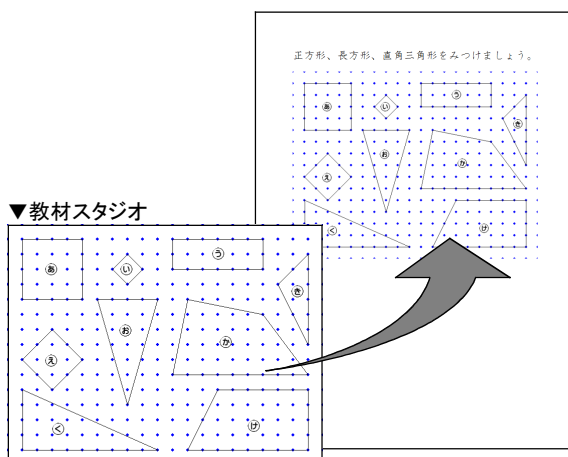 正方形、長方形、直角三角形をみつけましょう。
あ
い
う
き
お
か
え
く
け
▼教材スタジオ
あ
い
う
き
お
か
え
く
け